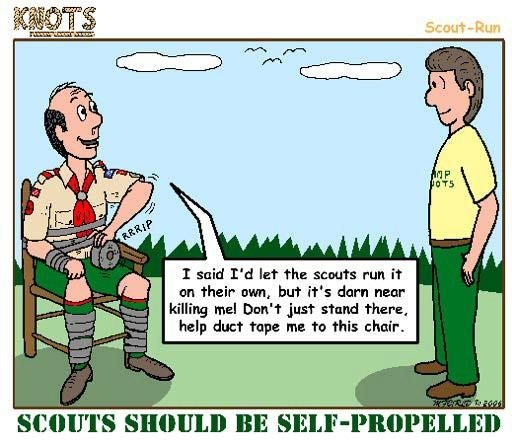 KNOTS
Scout-Run
RRRIP
I said I'd let the scouts run it
on their own, but it's darn near
killing me! Don't just stand there,
help duct tape me to this chair.
MP
OTS
2006
SCOUTS SHOULD BE SELF-PROPELLED